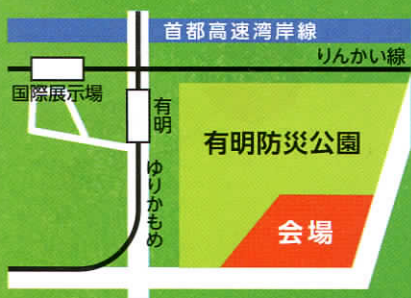 首都高速湾岸線
りんかい線
国際展示場
有明
有明防災公園
ゆりかもめ
会場